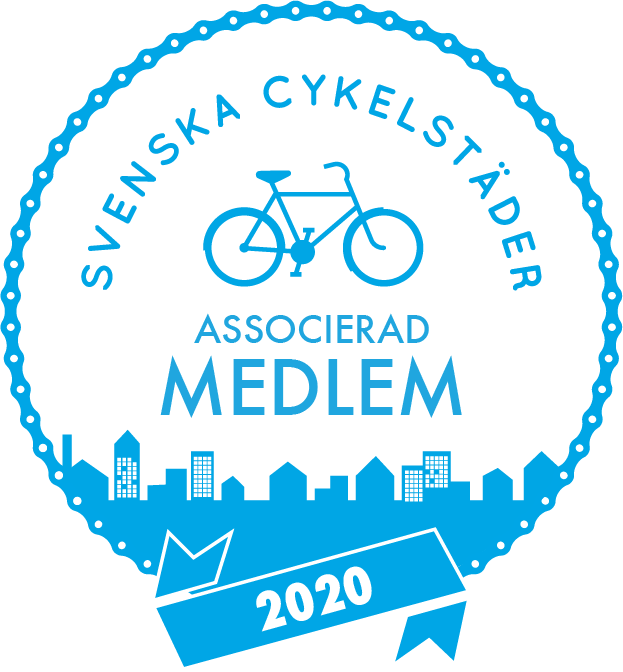 SVENSKA CYKELSTÄDER
ASSOCIERAD
MEDLEM
2020